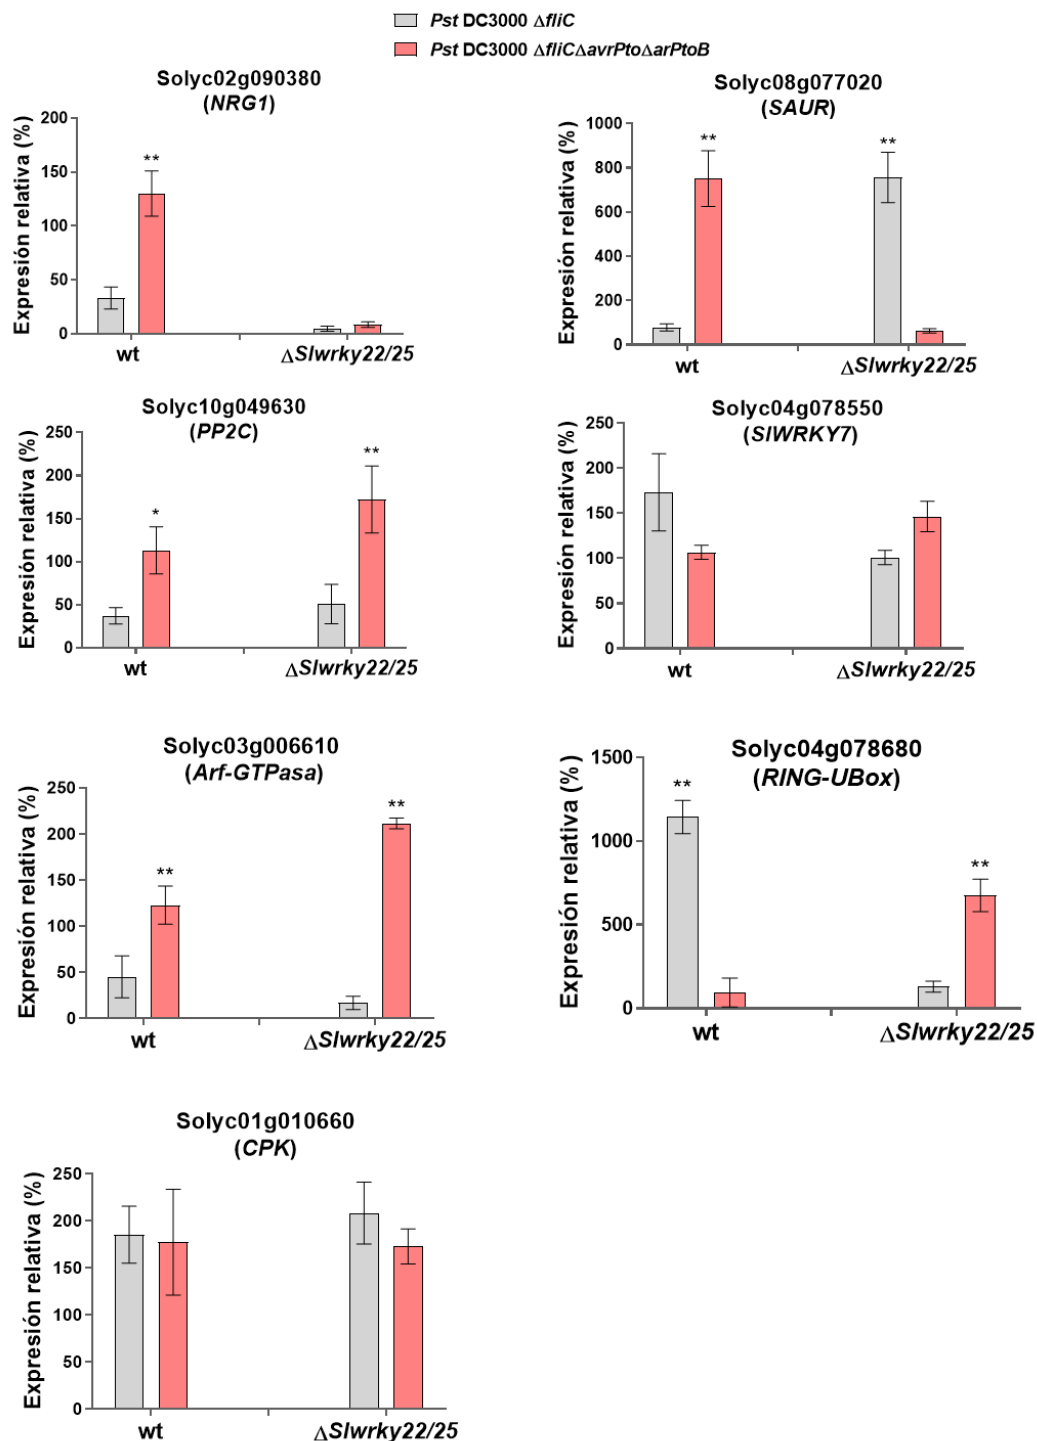 Pst DC3000 ΔfliC
Pst DC3000 ΔfliCΔavrPtoΔarPtoB
Solyc02g090380
(NRG1)
Expresión relativa (%)
200
150
100
50
0
**
wt
ΔSlwrky22/25
Solyc08g077020
(SAUR)
Expresión relativa (%)
1000
800
600
400
200
0
**
**
wt
ΔSlwrky22/25
Solyc10g049630
(PP2C)
Expresión relativa (%)
250
200
150
100
50
0
*
**
wt
ΔSlwrky22/25
Solyc04g078550
(SlWRKY7)
Expresión relativa (%)
250
200
150
100
50
0
wt
ΔSlwrky22/25
Solyc03g006610
(Arf-GTPasa)
Expresión relativa (%)
250
200
150
100
50
0
**
**
wt
ΔSlwrky22/25
Solyc04g078680
(RING-UBox)
Expresión relativa (%)
1500
1000
500
0
**
**
wt
ΔSlwrky22/25
Solyc01g010660
(CPK)
Expresión relativa (%)
250
200
150
100
50
0
wt
ΔSlwrky22/25